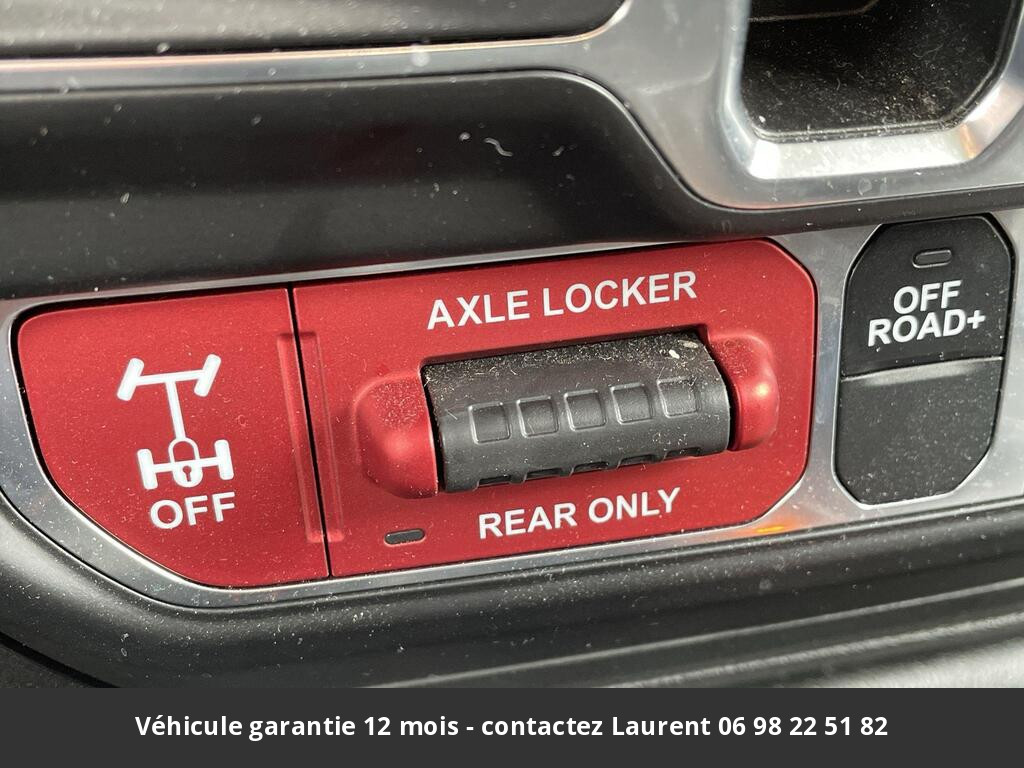 AXLE LOCKER
OFF
ROAD+
OFF
REAR ONLY
Véhicule garantie 12 mois - contactez Laurent 06 98 22 51 82